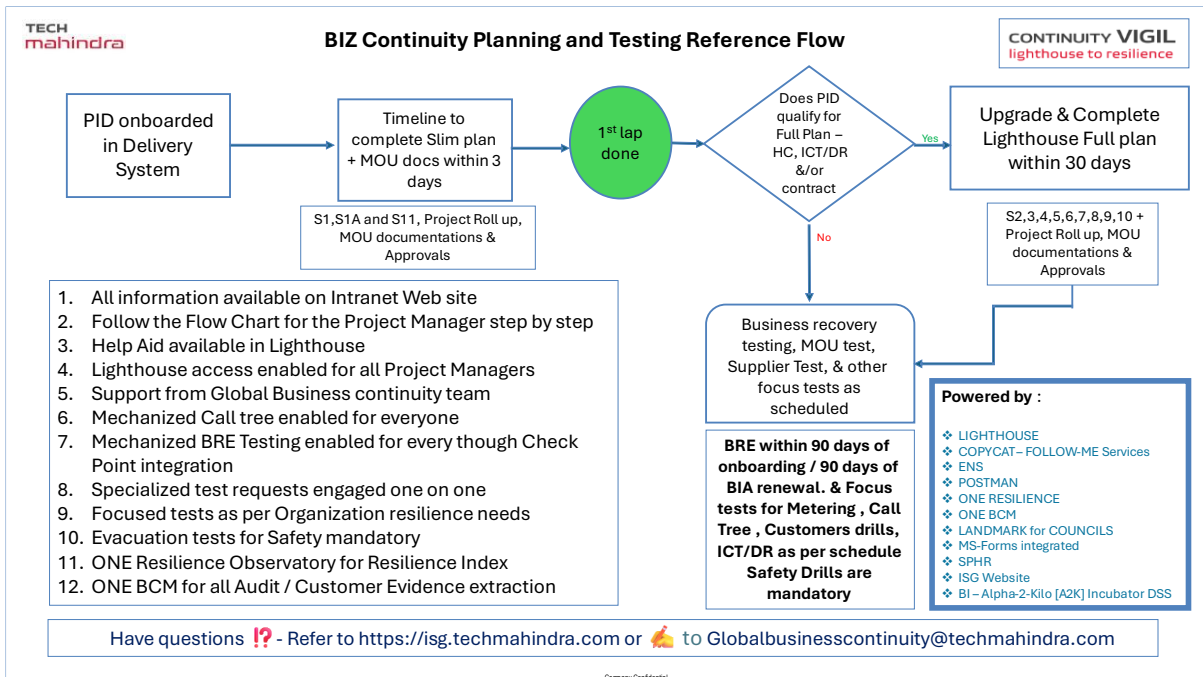 TECH
mahindra
BIZ Continuity Planning and Testing Reference Flow
CONTINUITY VIGIL
lighthouse to resilience
PID onboarded
in Delivery
System
Timeline to
complete Slim plan
+ MOU docs within 3
days
1st lap
done
Does PID
qualify for
Full Plan –
HC, ICT/DR
&/or
contract
Yes
Upgrade & Complete
Lighthouse Full plan
within 30 days
S1,S1A and S11, Project Roll up,
MOU documentations &
Approvals
No
S2,3,4,5,6,7,8,9,10 +
Project Roll up, MOU
documentations &
Approvals
1. All information available on Intranet Web site
2. Follow the Flow Chart for the Project Manager step by step
3. Help Aid available in Lighthouse
4. Lighthouse access enabled for all Project Managers
5. Support from Global Business continuity team
6. Mechanized Call tree enabled for everyone
7. Mechanized BRE Testing enabled for every though Check
Point integration
8. Specialized test requests engaged one on one
9. Focused tests as per Organization resilience needs
10. Evacuation tests for Safety mandatory
11. ONE Resilience Observatory for Resilience Index
12. ONE BCM for all Audit / Customer Evidence extraction
Business recovery
testing, MOU test,
Supplier Test, & other
focus tests as
scheduled
BRE within 90 days of
onboarding / 90 days of
BIA renewal. & Focus
tests for Metering , Call
Tree , Customers drills,
ICT/DR as per schedule
Safety Drills are
mandatory
Powered by :
❖ LIGHTHOUSE
❖ COPYCAT– FOLLOW-ME Services
❖ ENS
❖ POSTMAN
❖ ONE RESILIENCE
❖ ONE BCM
❖ LANDMARK for COUNCILS
❖ MS-Forms integrated
❖ SPHR
❖ ISG Website
❖ BI – Alpha-2-Kilo [A2K] Incubator DSS
Have questions ⁉ - Refer to https://isg.techmahindra.com or ✍ to Globalbusinesscontinuity@techmahindra.com
Company Confidential